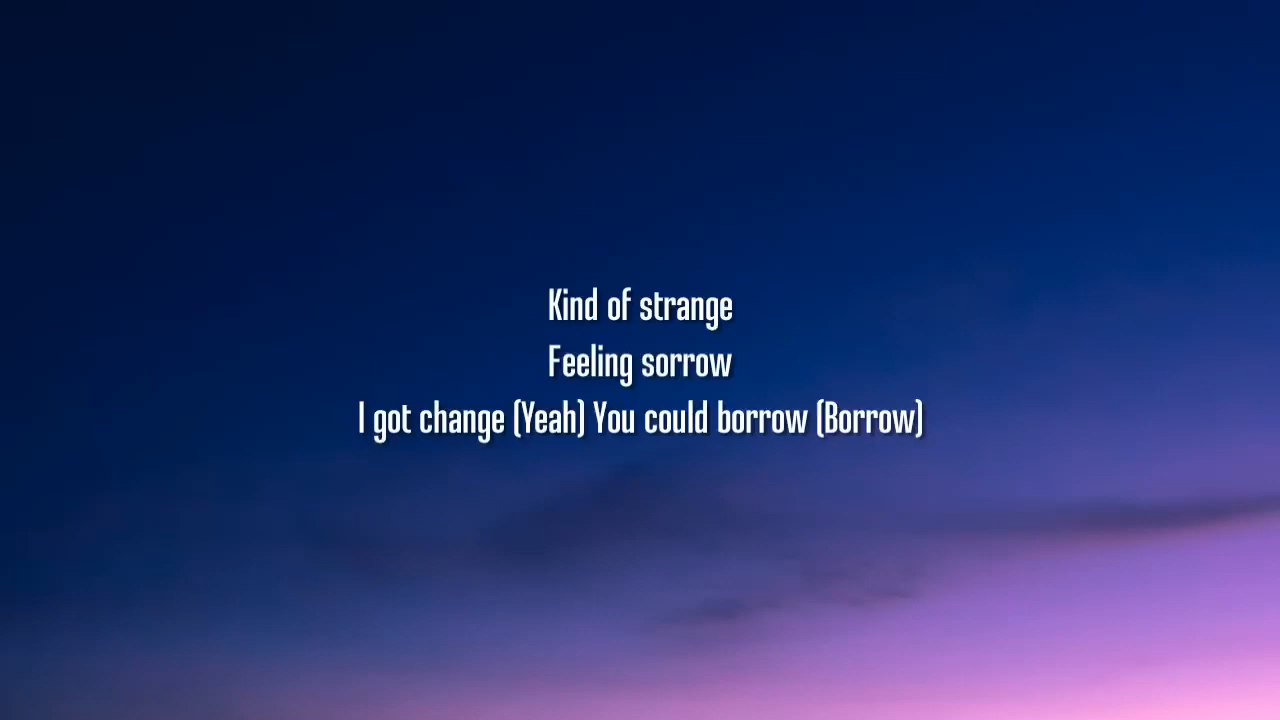 Kind of strange
Feeling sorrow
I got change (Yeah) You could borrow (Borrow)